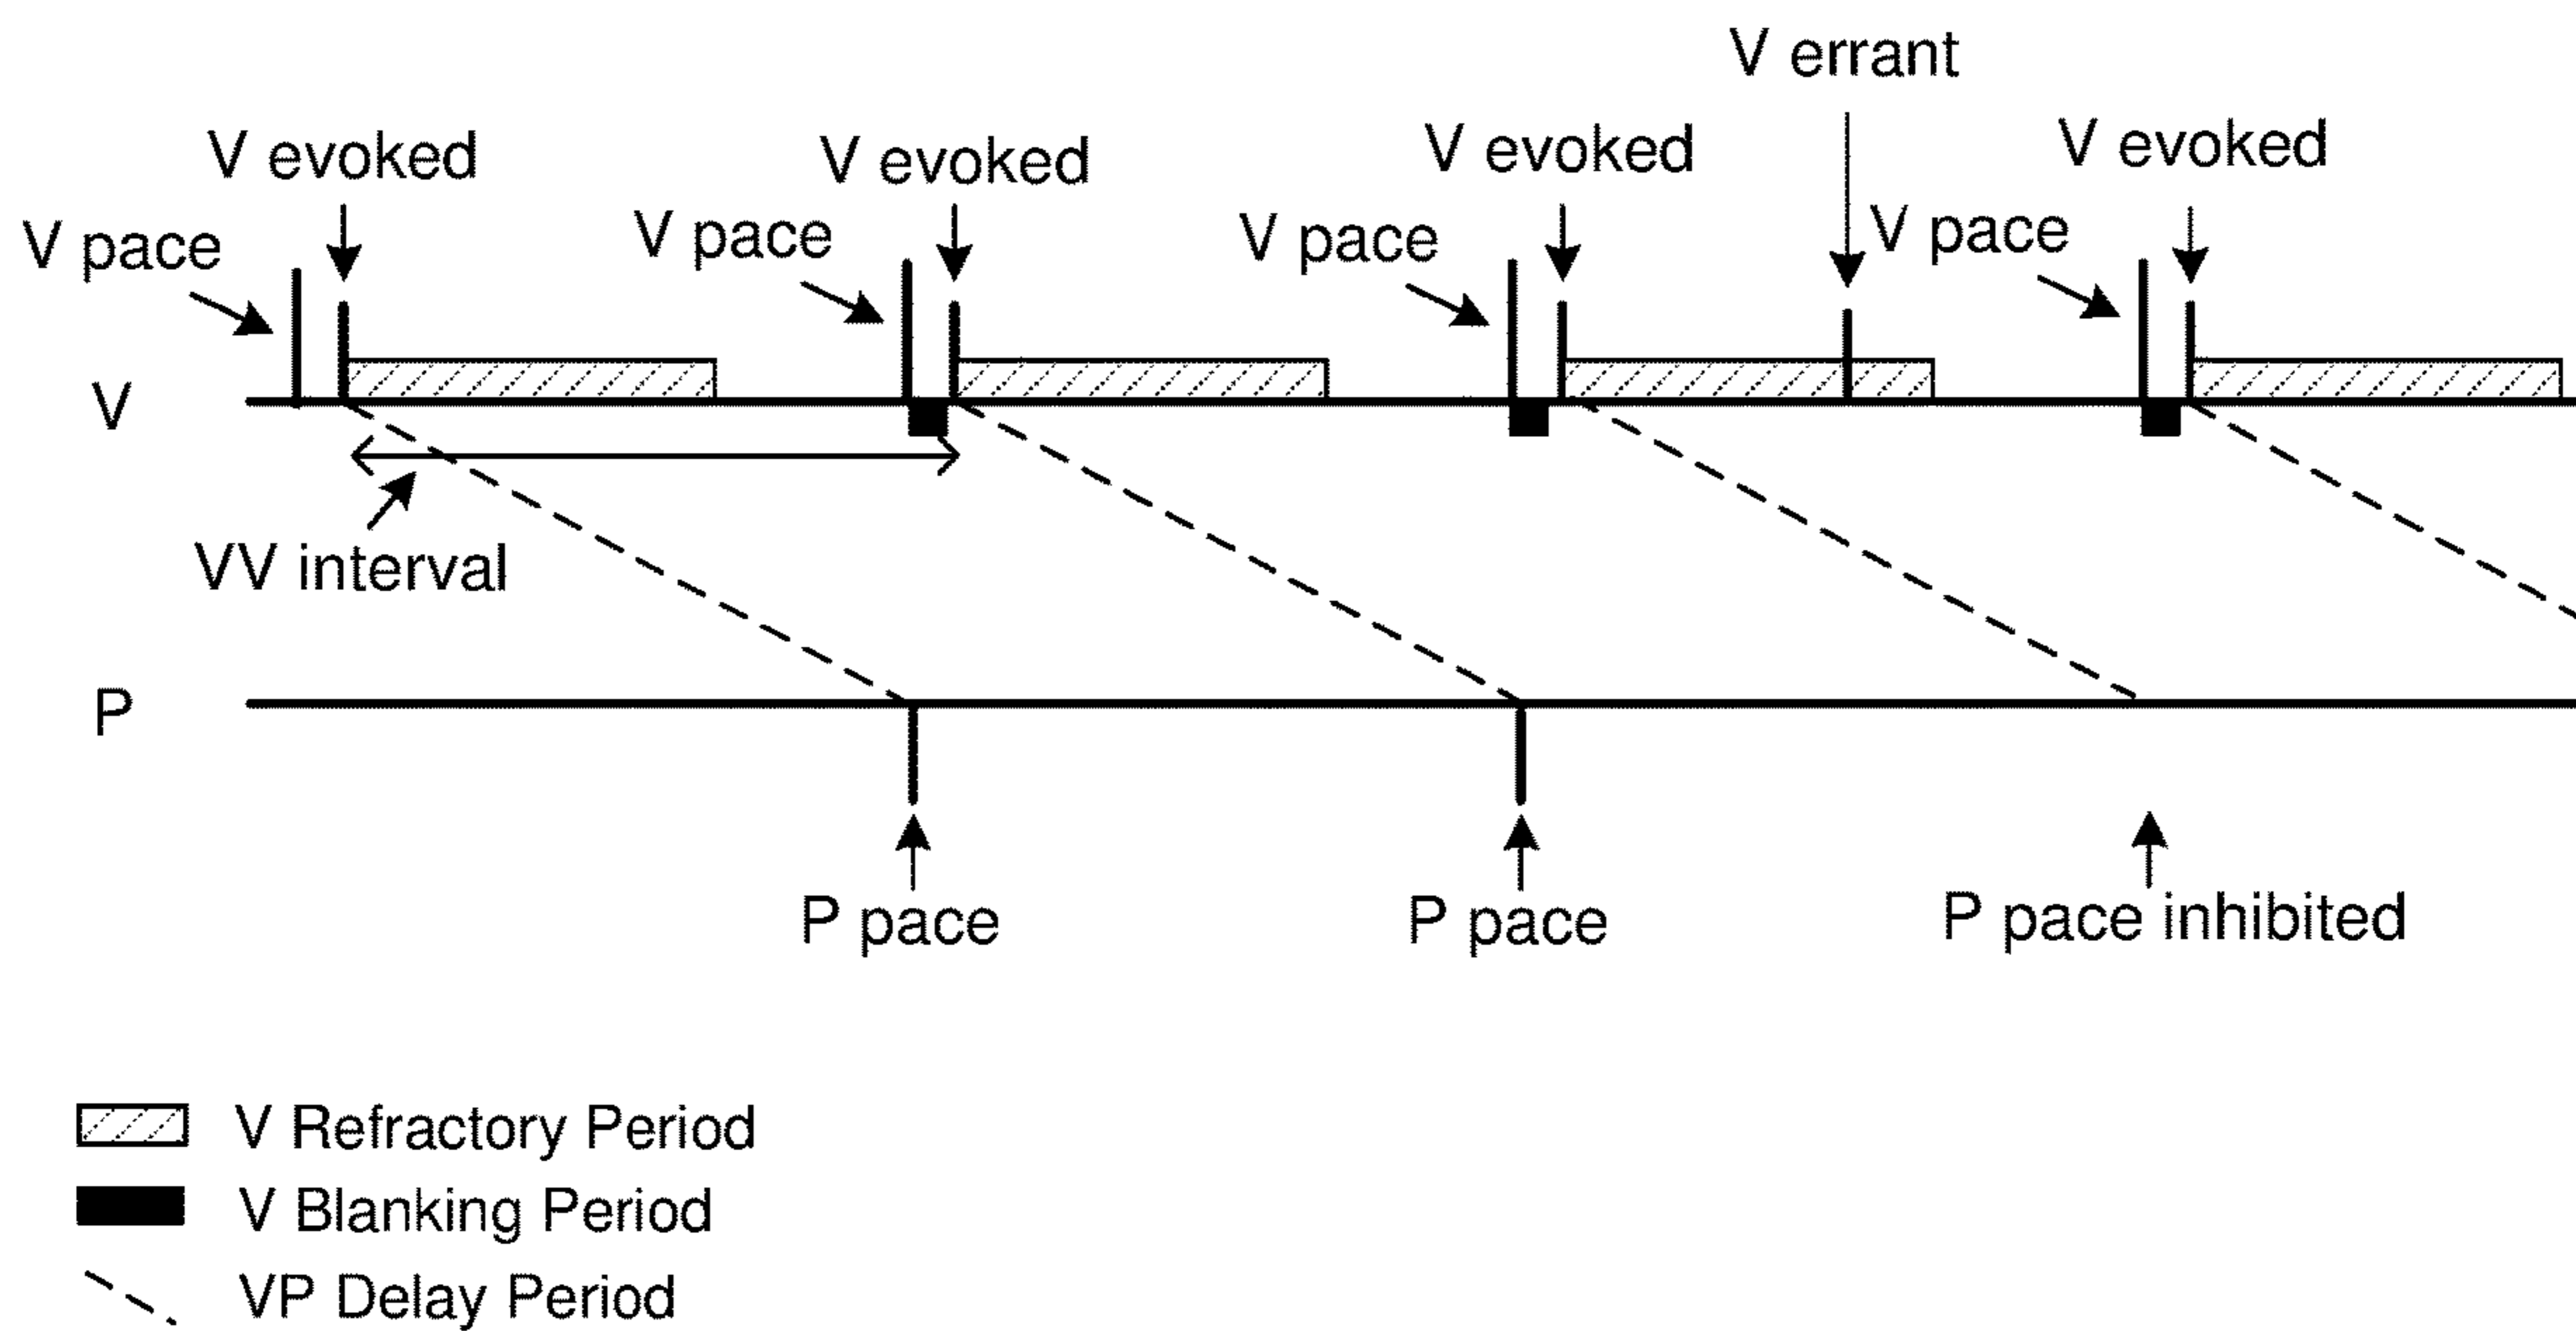 V errant
V evoked
V evoked
V evoked
V evoked
V pace
V pace
V pace
V pace
V
VV interval
P
P pace
P pace
P pace inhibited
V Refractory Period
V Blanking Period
VP Delay Period